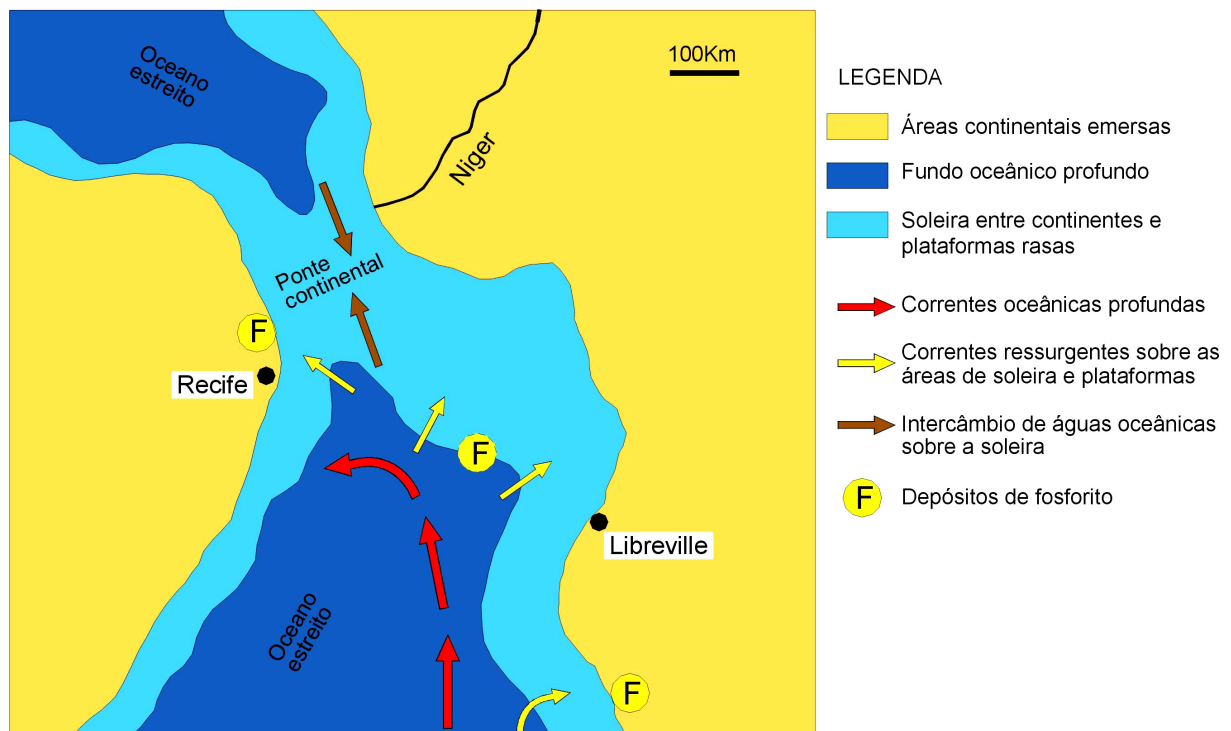 Oceano
estreito
Niger
100Km
Ponte
continental
F
Recife
F
Libreville
Oceano
estreito
F
LEGENDA
Áreas continentais emersas
Fundo oceânico profundo
Soleira entre continentes e
plataformas rasas
Correntes oceânicas profundas
Correntes ressurgentes sobre as
áreas de soleira e plataformas
Intercâmbio de águas oceânicas
sobre a soleira
F
Depósitos de fosforito